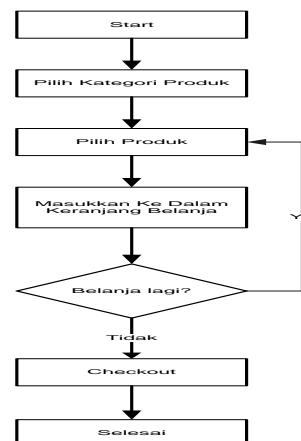 Start
Pilih Kategori Produk
Pilih Produk
Masukkan Ke Dalam
Keranjang Belanja
Y
Belanja lagi?
Tidak
Checkout
Selesai